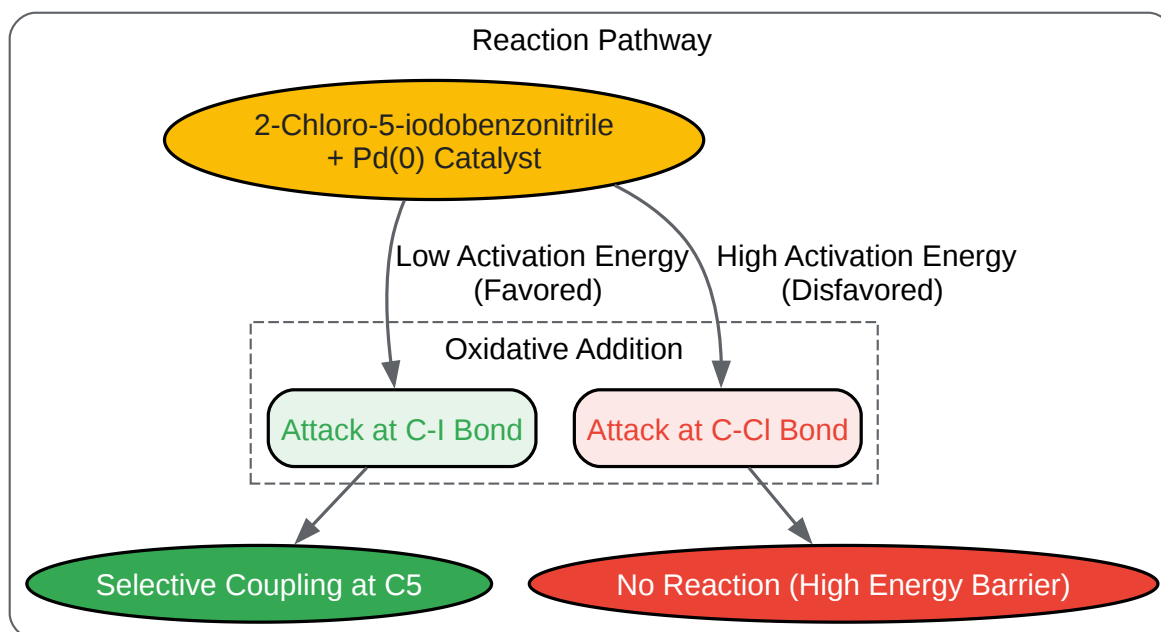 Reaction Pathway
2-Chloro-5-iodobenzonitrile
+ Pd(0) Catalyst
Low Activation Energy
(Favored)
High Activation Energy
(Disfavored)
Oxidative Addition
Attack at C-I Bond
Attack at C-Cl Bond
Selective Coupling at C5
No Reaction (High Energy Barrier)